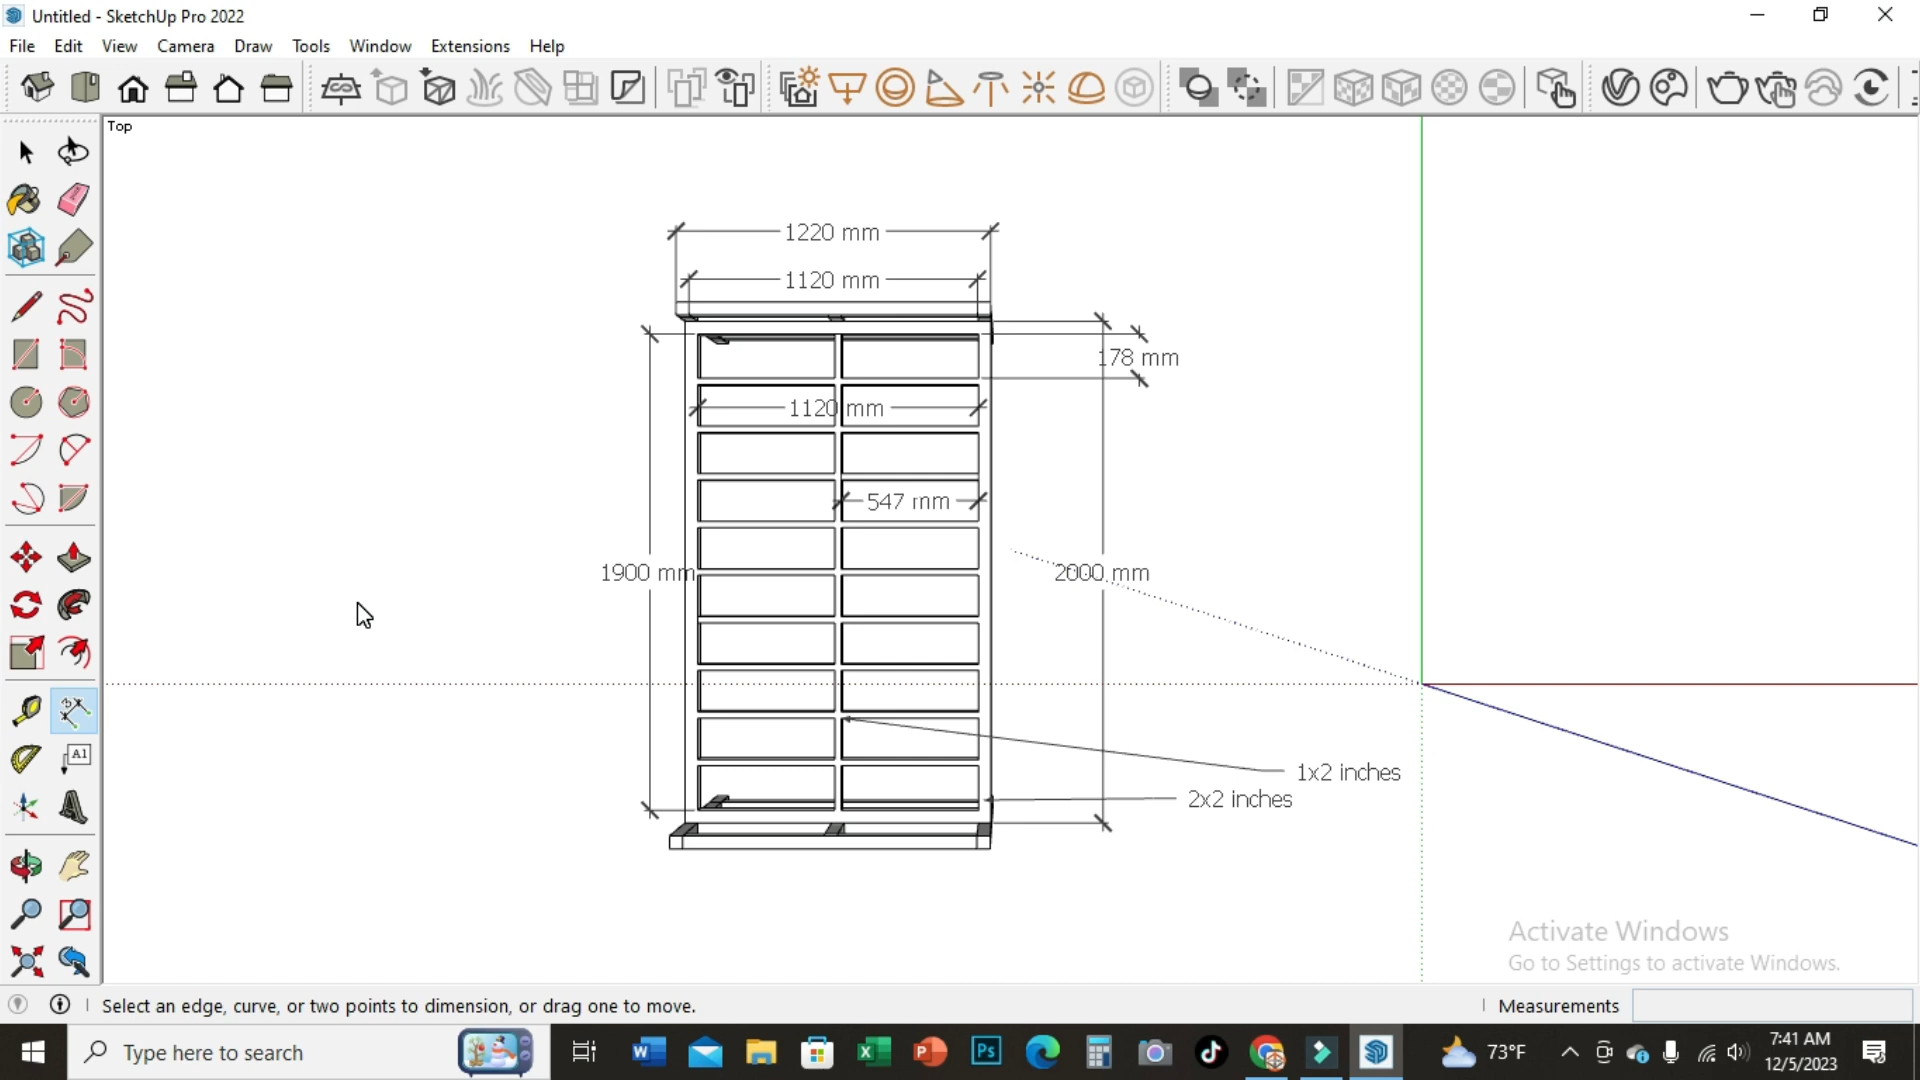 Untitled - SketchUp Pro 2022
File Edit View Camera Draw Tools Window Extensions Help
Top
1220 mm
1120 mm
178 mm
1120 mm
547 mm
1900 mm
2000 mm
1x2 inches
2x2 inches
A1
Activate Windows
Go to Settings to activate Windows.
Select an edge, curve, or two points to dimension, or drag one to move.
Measurements
Type here to search
73°F
7:41 AM
12/5/2023